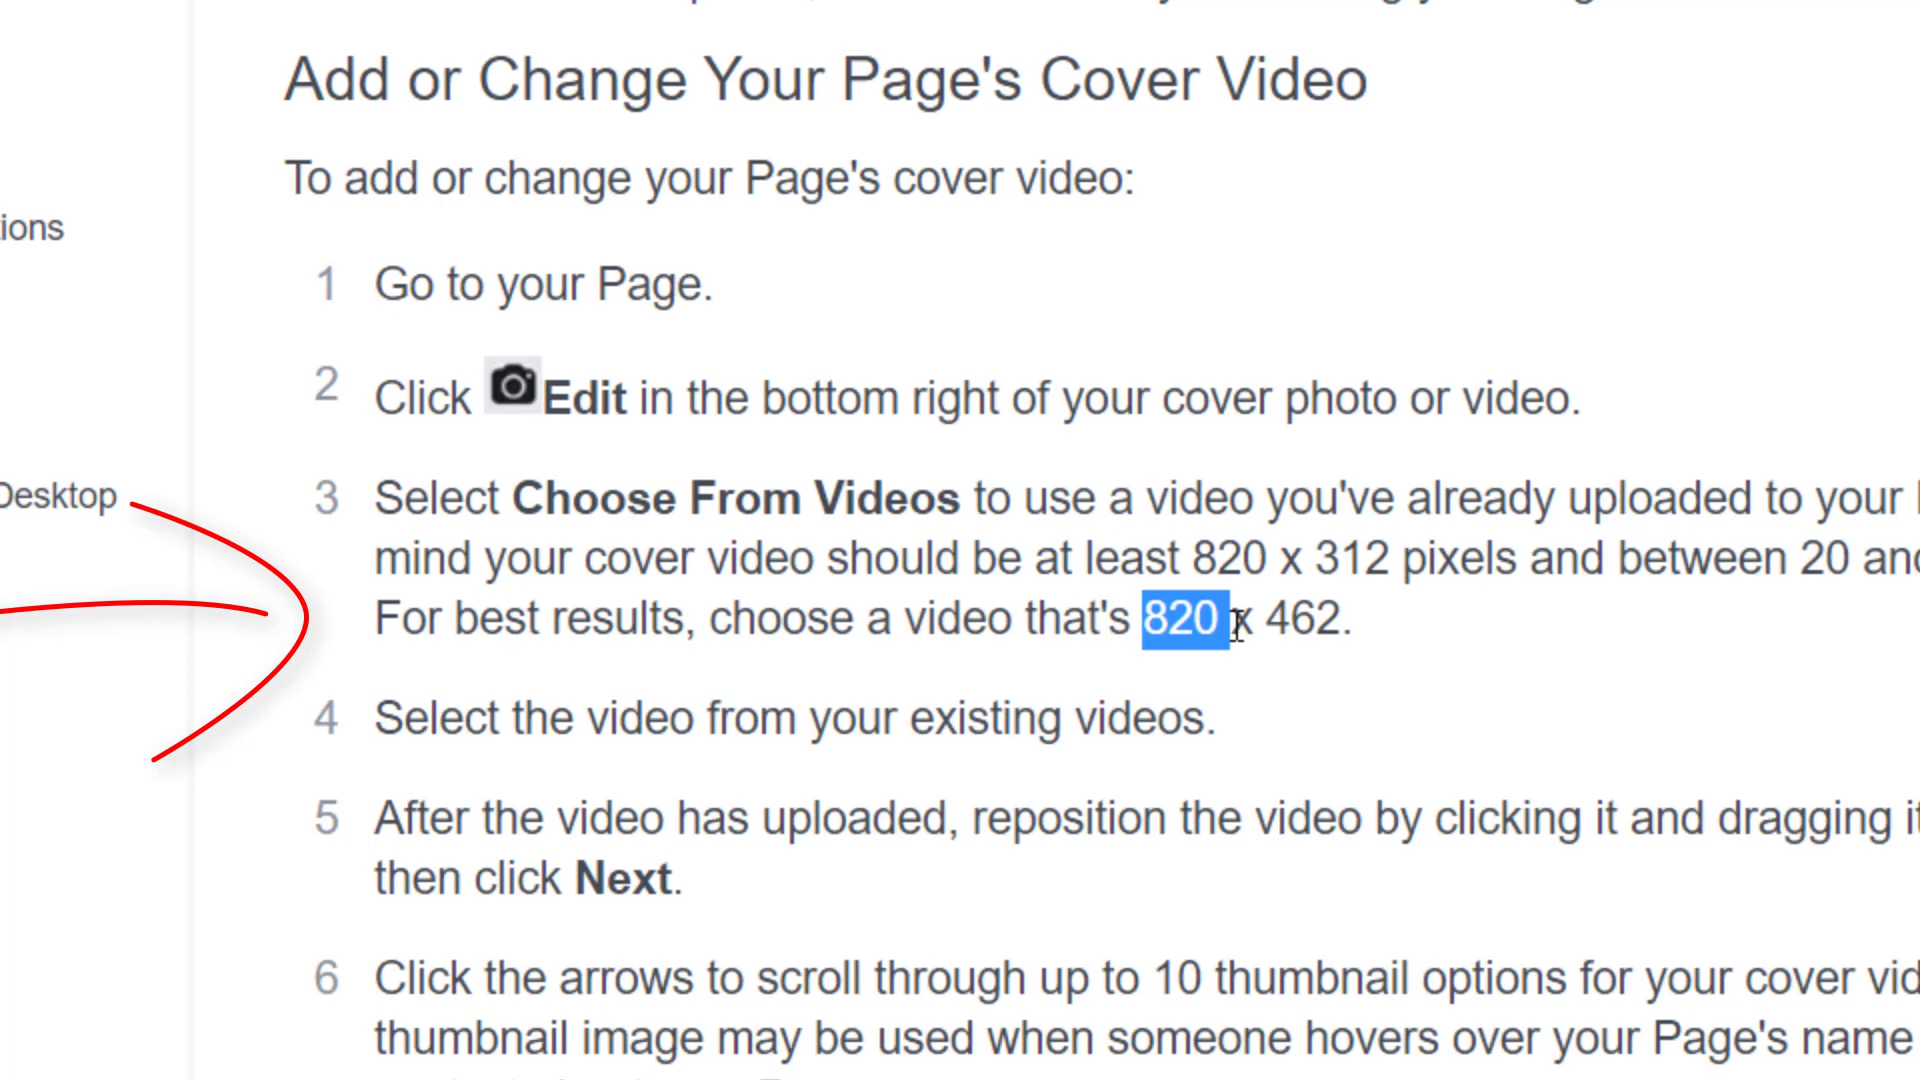 Add or Change Your Page's Cover Video
To add or change your Page's cover video:
tions
1 Go to your Page.
2 Click Edit in the bottom right of your cover photo or video.
Desktop
3 Select Choose From Videos to use a video you've already uploaded to your
mind your cover video should be at least 820 x 312 pixels and between 20 and
For best results, choose a video that's 820 x 462.
4 Select the video from your existing videos.
5 After the video has uploaded, reposition the video by clicking it and dragging it
then click Next.
6 Click the arrows to scroll through up to 10 thumbnail options for your cover vid
thumbnail image may be used when someone hovers over your Page's name